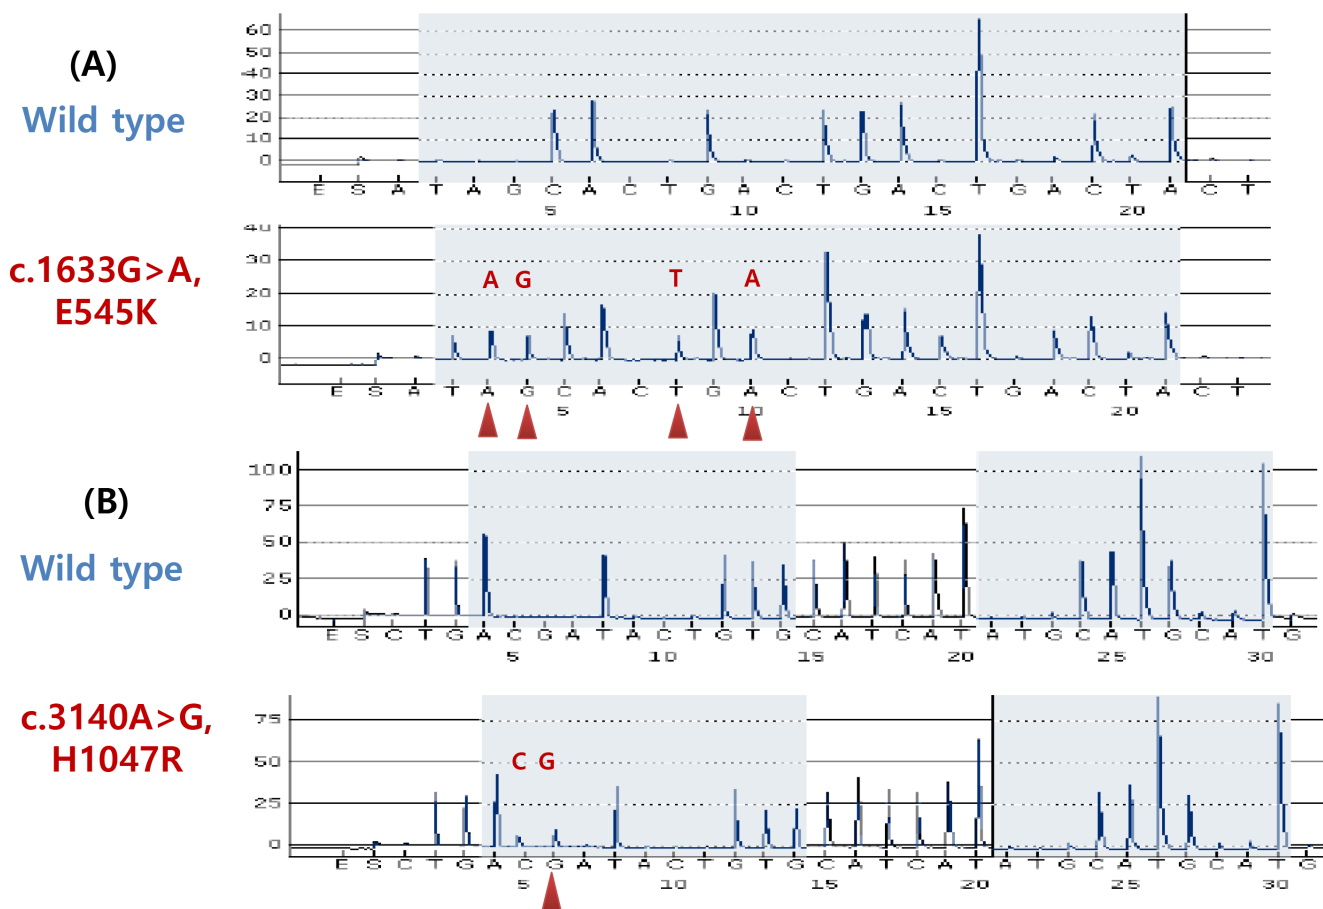 (A)
Wild type
60
50
40
30
20
10
0
E S A T A G C A C T G A C T G A C T G A C T A C T
5 10 15 20
c.1633G>A,
E545K
40
30
20
10
0
A G T A
E S A T A G C A C T G A C T G A C T G A C T A C T
5 10 15 20
(B)
Wild type
100
75
50
25
0
E S C T G A C G A T A C T G T G C A T C A T A T G C A T G C A T G
5 10 15 20 25 30
c.3140A>G,
H1047R
75
50
25
0
C G
E S C T G A C G A T A C T G T G C A T C A T A T G C A T G C A T G
5 10 15 20 25 30